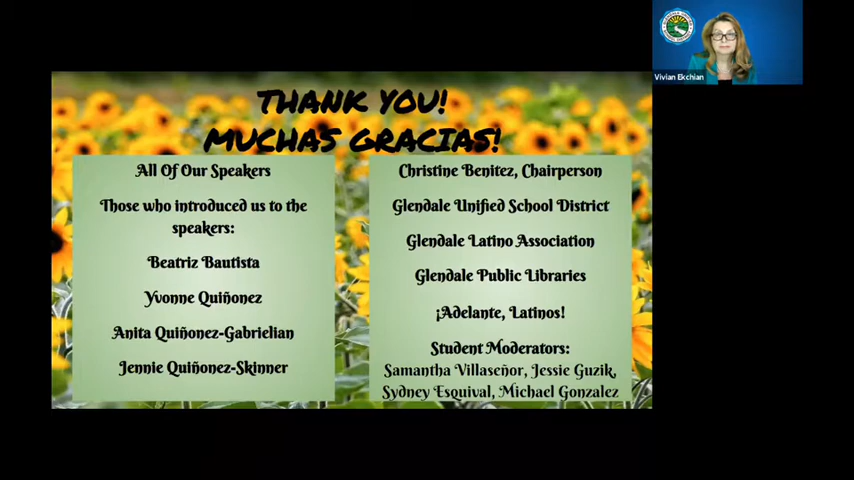 THANK YOU!
MUCHAS GRACIAS!
All Of Our Speakers
Those who introduced us to the
speakers:
Beatriz Bautista
Yvonne Quiñonez
Anita Quiñonez-Gabrielian
Jennie Quiñonez-Skinner
Christine Benitez, Chairperson
Glendale Unified School District
Glendale Latino Association
Glendale Public Libraries
¡Adelante, Latinos!
Student Moderators:
Samantha Villaseñor, Jessie Guzik,
Sydney Esquival, Michael Gonzalez
Vivian Ekchian